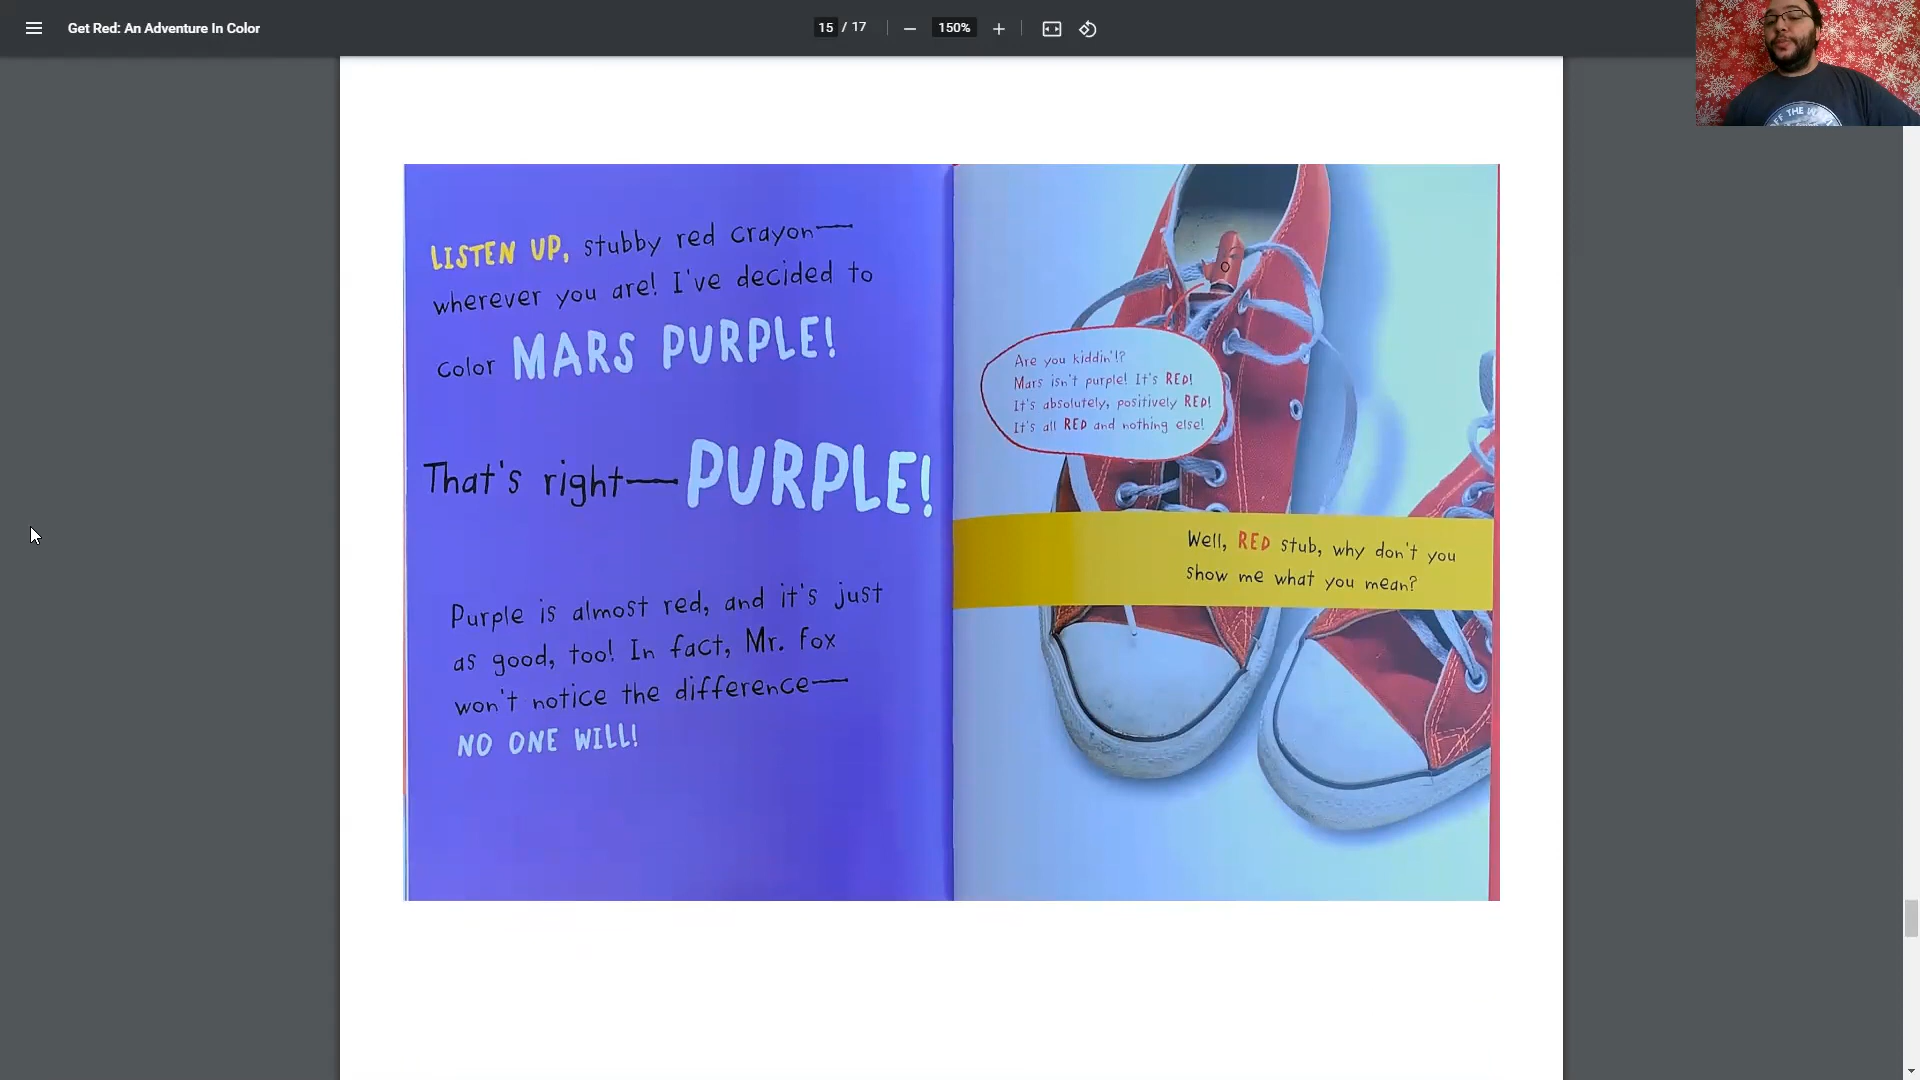 Get Red: An Adventure In Color
15 / 17
150%
LISTEN UP, stubby red crayon—
wherever you are! I've decided to
color MARS PURPLE!
That's right—PURPLE!
Purple is almost red, and it's just
as good, too! In fact, Mr. Fox
won't notice the difference—
NO ONE WILL!
Are you kiddin'!?
Mars isn't purple! It's RED!
It's absolutely, positively RED!
It's all RED and nothing else!
Well, RED stub, why don't you
show me what you mean?
FF THE W